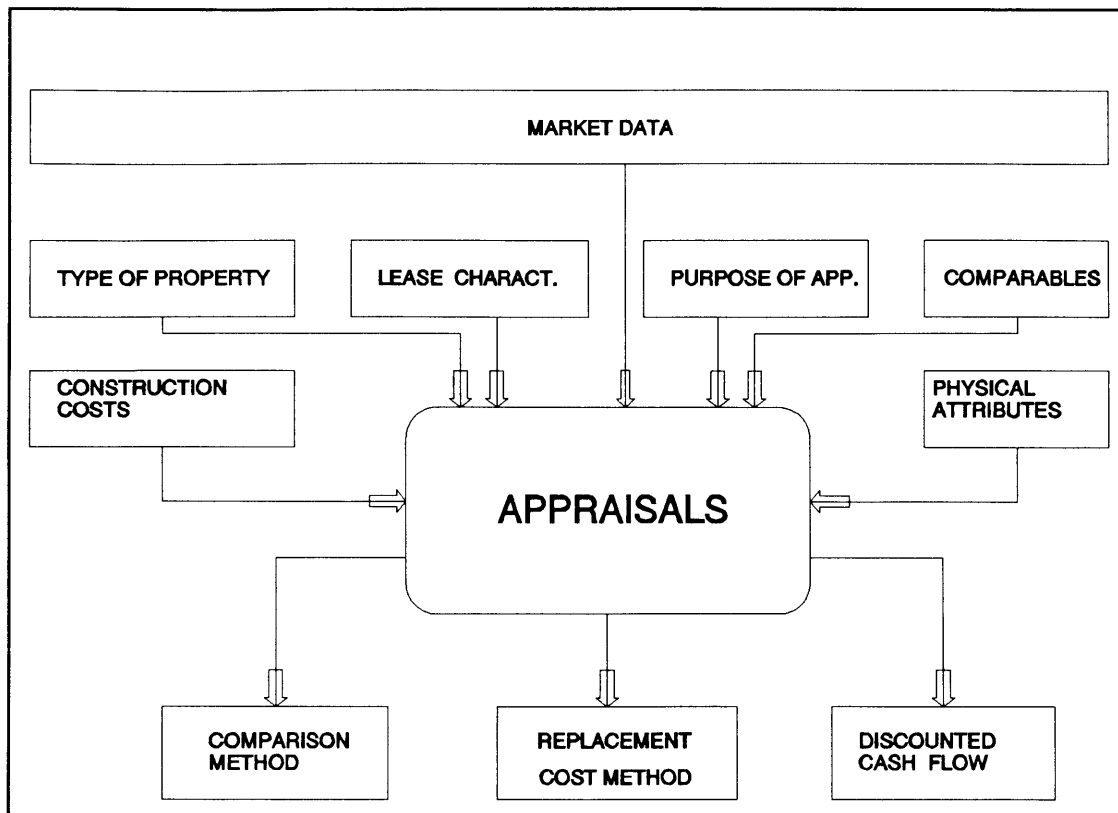 MARKET DATA
TYPE OF PROPERTY
LEASE CHARACT.
PURPOSE OF APP.
COMPARABLES
CONSTRUCTION
COSTS
PHYSICAL
ATTRIBUTES
APPRAISALS
COMPARISON
METHOD
REPLACEMENT
COST METHOD
DISCOUNTED
CASH FLOW